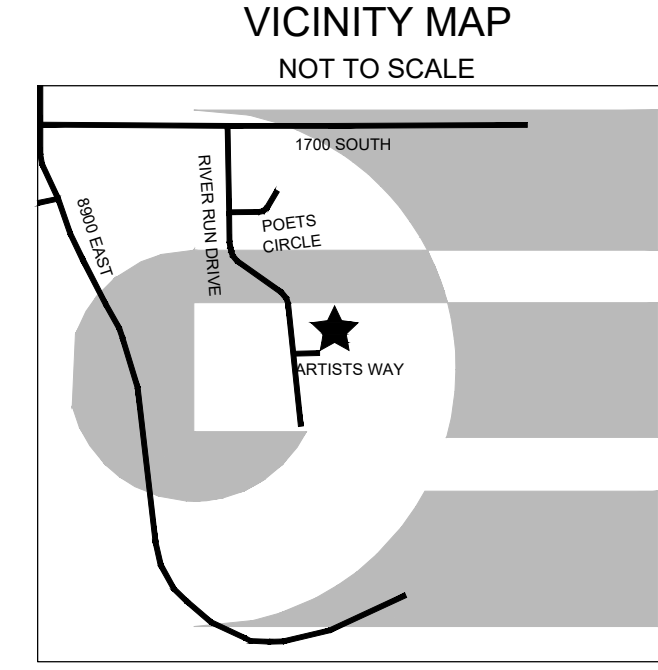 VICINITY MAP
NOT TO SCALE
1700 SOUTH
RIVER RUN DRIVE
8900 EAST
POETS
CIRCLE
ARTISTS WAY